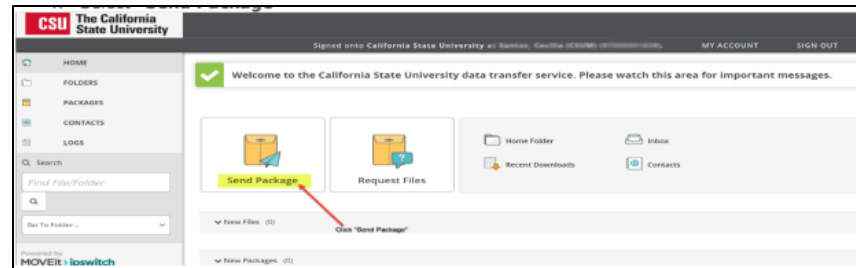 Send Package
CSU The California
State University
Signed onto California State University as
MY ACCOUNT SIGN OUT
HOME
FOLDERS
PACKAGES
CONTACTS
LOGS
Search
Find File/Folder
Go To Folder...
Powered by
MOVEit ipswitch
Welcome to the California State University data transfer service. Please watch this area for important messages.
Send Package
Request Files
Home Folder
Inbox
Recent Downloads
Contacts
New Files (0)
Click "Send Package"
New Packages (0)